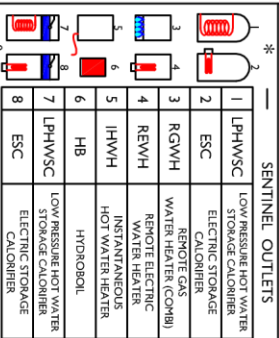 * — SENTINEL OUTLETS
1 LPHWSC LOW PRESSURE HOT WATER
STORAGE CALORIFIER
2 ESC ELECTRIC STORAGE
CALORIFIER
3 RGWH REMOTE GAS
WATER HEATER (COMBI)
4 REWH REMOTE ELECTRIC
WATER HEATER
5 IHWH INSTANTANEOUS
HOT WATER HEATER
6 HB HYDROBOIL
7 LPHWSC LOW PRESSURE HOT WATER
STORAGE CALORIFIER
8 ESC ELECTRIC STORAGE
CALORIFIER
1
2
3
4
5
6
7
8